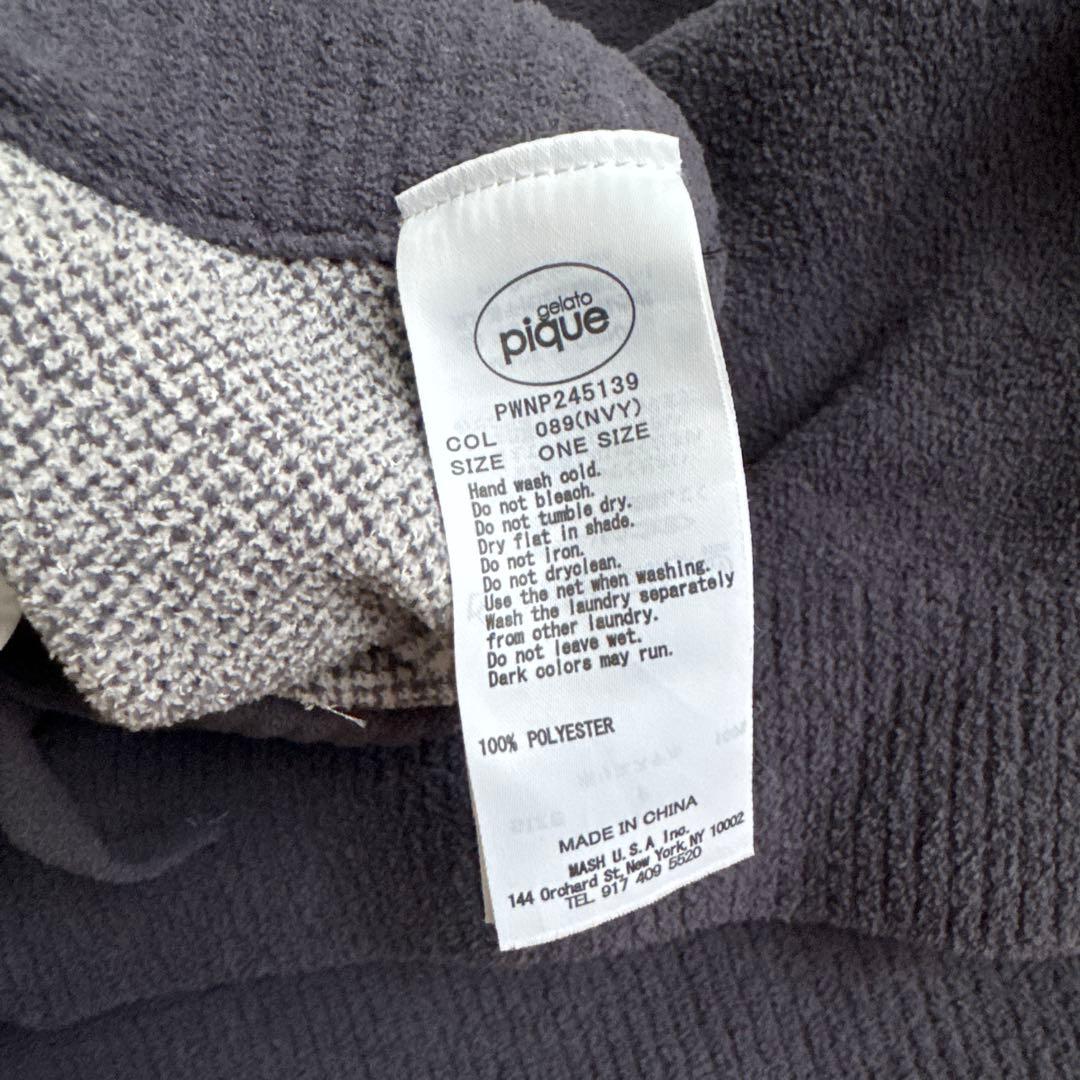 gelato
pique
PWNP245139
COL 089(NVY)
SIZE ONE SIZE
Hand wash cold.
Do not bleach.
Do not tumble dry.
Dry flat in shade.
Do not iron.
Do not dryclean.
Use the net when washing.
Wash the laundry separately
from other laundry.
Do not leave wet.
Dark colors may run.
100% POLYESTER
MADE IN CHINA
MASH U.S.A Inc.
144 Orchard St, New York, NY 10002
TEL 917 409 5520